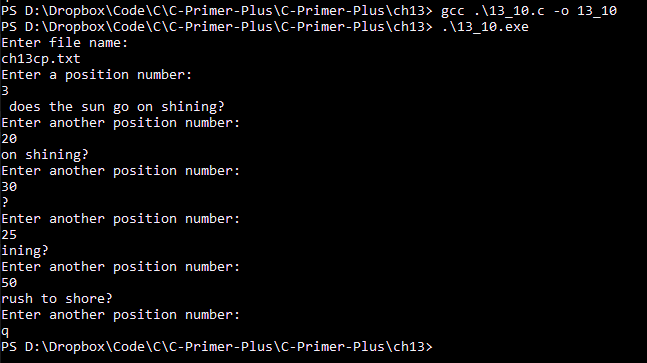 PS D:\Dropbox\Code\C\C-Primer-Plus\C-Primer-Plus\ch13> gcc .\13_10.c -o 13_10
PS D:\Dropbox\Code\C\C-Primer-Plus\C-Primer-Plus\ch13> .\13_10.exe
Enter file name:
ch13cp.txt
Enter a position number:
3
 does the sun go on shining?
Enter another position number:
20
on shining?
Enter another position number:
30
?
Enter another position number:
25
ining?
Enter another position number:
50
rush to shore?
Enter another position number:
q
PS D:\Dropbox\Code\C\C-Primer-Plus\C-Primer-Plus\ch13>